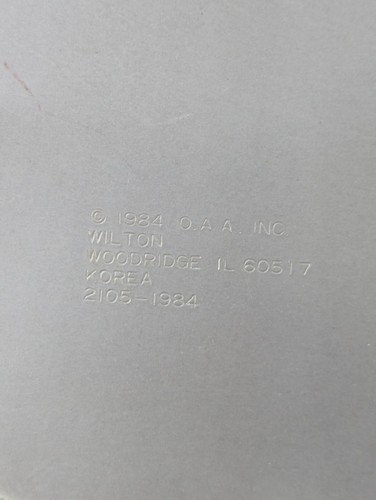 © 1984 O.A A. INC
WILTON
WOODRIDGE IL 60517
KOREA
2105-1984